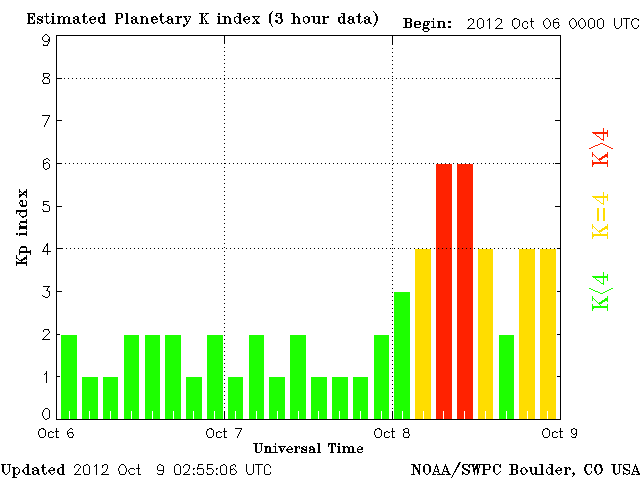 Estimated Planetary K index (3 hour data) Begin: 2012 Oct 06 0000 UTC
9
8
7
6
5
4
3
2
1
0
Kp index
K>4
K=4
K<4
Oct 6 Oct 7 Oct 8 Oct 9
Universal Time
Updated 2012 Oct 9 02:55:06 UTC NOAA/SWPC Boulder, CO USA